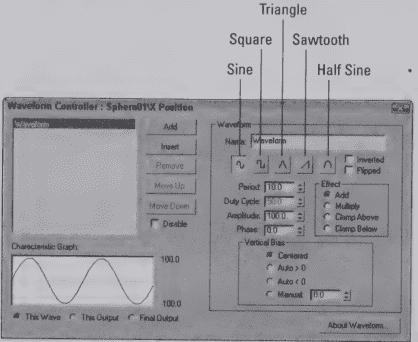 Triangle
Square
Sawtooth
Sine
Half Sine
Waveform Controller : Sphere01\X Position
Waveform
Add
Insert
Remove
Move Up
Move Down
Disable
Characteristic Graph:
100.0
100.0
This Wave
This Output
Final Output
Waveform
Name: Waveform
Inverted
Flipped
Period: 10.0
Duty Cycle: 50.0
Amplitude: 100.0
Phase: 0.0
Effect
Add
Multiply
Clamp Above
Clamp Below
Vertical Bias
Centered
Auto > 0
Auto < 0
Manual: 0.0
About Waveform...